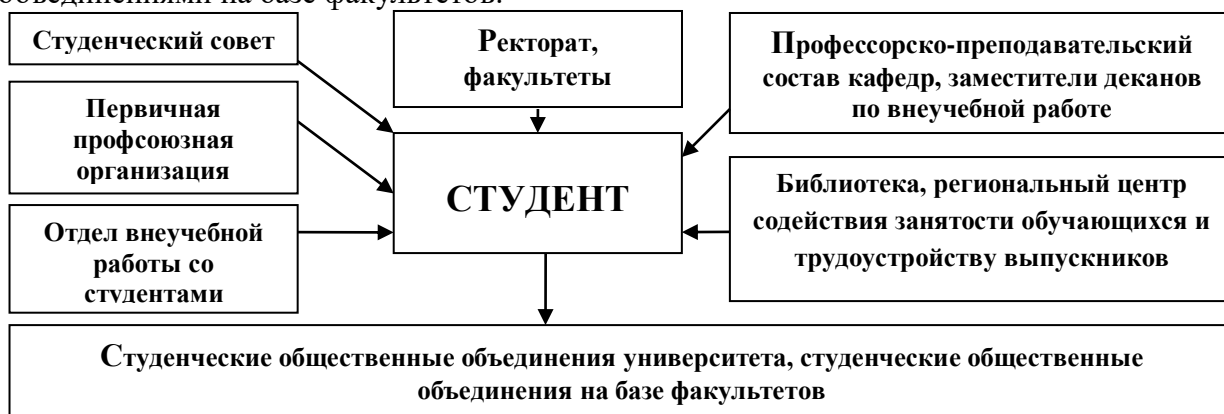 объединениями на базе факультетов.
Студенческий совет
Ректорат,
факультеты
Профессорско-преподавательский
состав кафедр, заместители деканов
по внеучебной работе
Первичная
профсоюзная
организация
СТУДЕНТ
Библиотека, региональный центр
содействия занятости обучающихся и
трудоустройству выпускников
Отдел внеучебной
работы со
студентами
Студенческие общественные объединения университета, студенческие общественные
объединения на базе факультетов